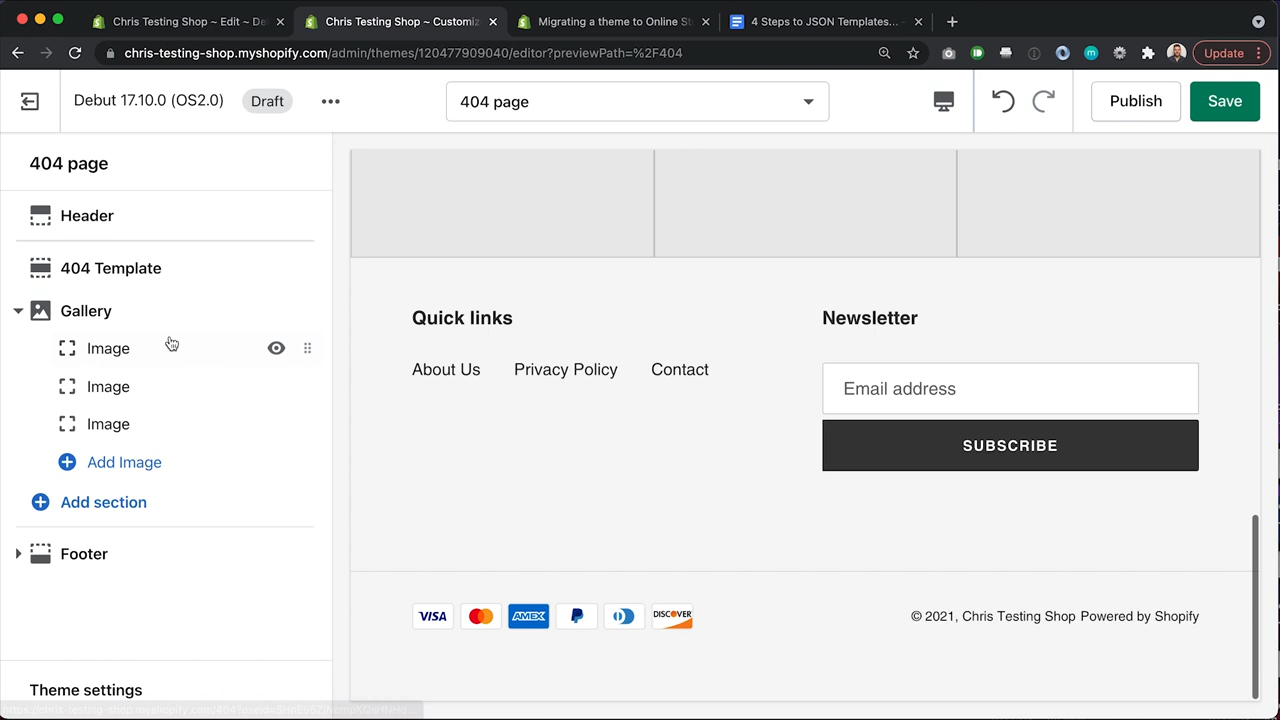 Chris Testing Shop ~ Edit ~ De
Chris Testing Shop ~ Customiz
Migrating a theme to Online St
4 Steps to JSON Templates... -
chris-testing-shop.myshopify.com/admin/themes/120477909040/editor?previewPath=%2F404
Update
Debut 17.10.0 (OS2.0)
Draft
404 page
Publish
Save
404 page
Header
404 Template
Gallery
Image
Image
Image
Add Image
Add section
Footer
Theme settings
Quick links
About Us
Privacy Policy
Contact
Newsletter
Email address
SUBSCRIBE
VISA
AMEX
DISCOVER
© 2021, Chris Testing Shop Powered by Shopify